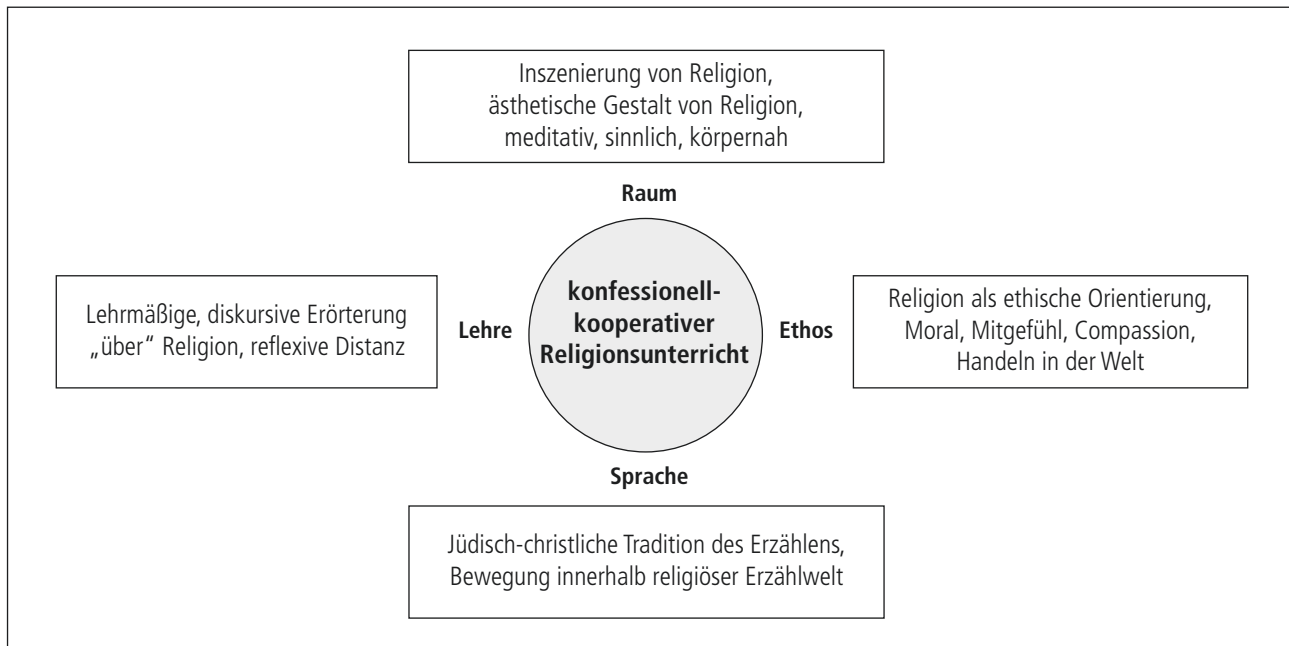 Inszenierung von Religion,
ästhetische Gestalt von Religion,
meditativ, sinnlich, körpernah
Raum
Lehrmäßige, diskursive Erörterung
„über“ Religion, reflexive Distanz
Lehre
konfessionell-
kooperativer
Religionsunterricht
Ethos
Religion als ethische Orientierung,
Moral, Mitgefühl, Compassion,
Handeln in der Welt
Sprache
Jüdisch-christliche Tradition des Erzählens,
Bewegung innerhalb religiöser Erzählwelt